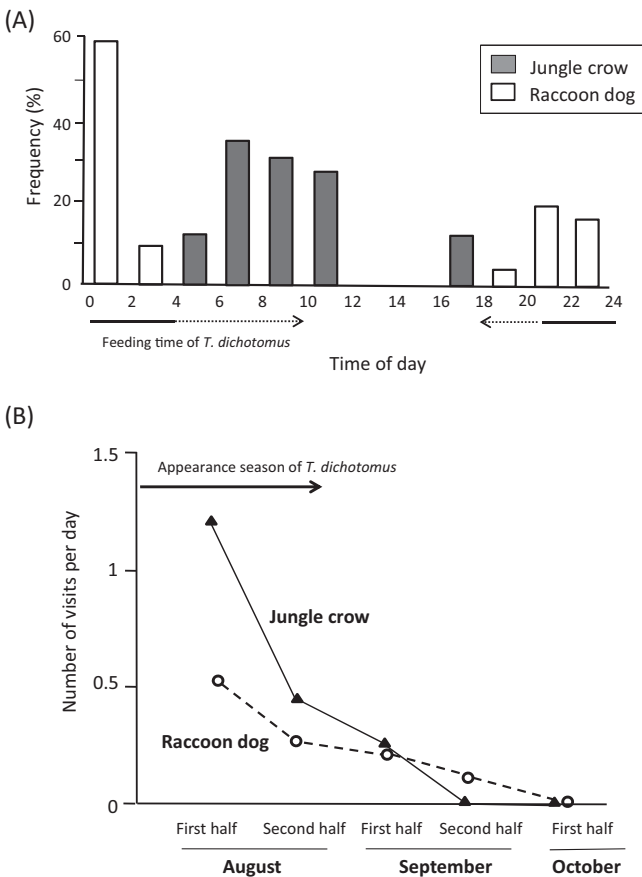 (A)
60
40
20
0
Frequency (%)
Jungle crow
Raccoon dog
0 2 4 6 8 10 12 14 16 18 20 22 24
Feeding time of T. dichotomus
Time of day
(B)
1.5
1
0.5
0
Number of visits per day
Appearance season of T. dichotomus
Jungle crow
Raccoon dog
First half Second half First half Second half First half
August September October